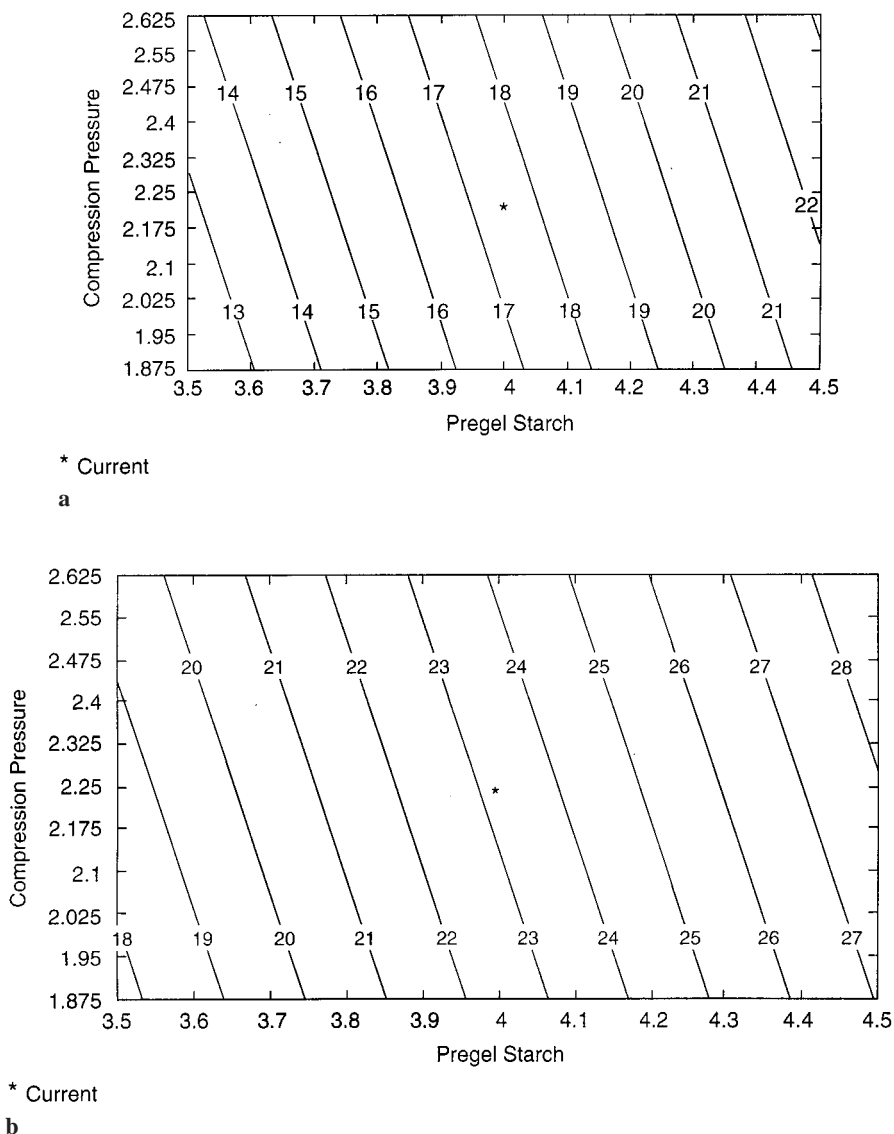 2.625
2.55
2.475
2.4
2.325
2.25
2.175
2.1
2.025
1.95
1.875
Compression Pressure
14 15 16 17 18 19 20 21
22
13 14 15 16 17 18 19 20 21
3.5 3.6 3.7 3.8 3.9 4 4.1 4.2 4.3 4.4 4.5
Pregel Starch
*
* Current
a
2.625
2.55
2.475
2.4
2.325
2.25
2.175
2.1
2.025
1.95
1.875
Compression Pressure
20 21 22 23 24 25 26 27 28
18 19 20 21 22 23 24 25 26 27
3.5 3.6 3.7 3.8 3.9 4 4.1 4.2 4.3 4.4 4.5
Pregel Starch
*
* Current
b